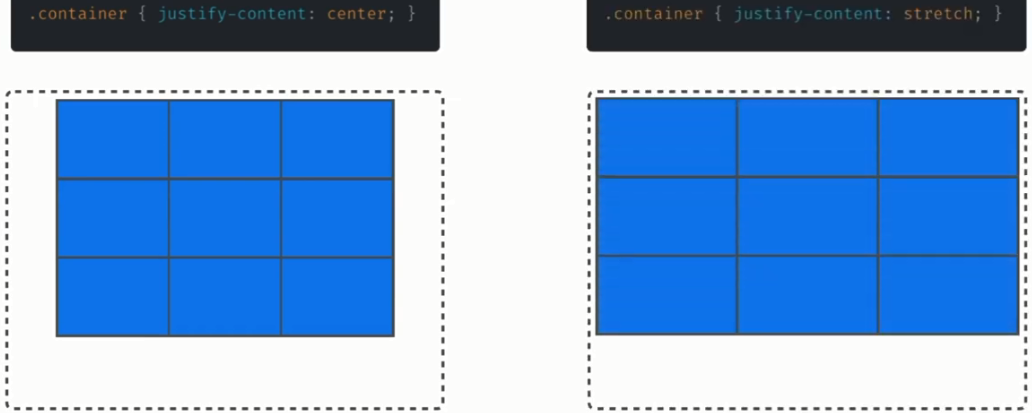 .container { justify-content: center; }
.container { justify-content: stretch; }